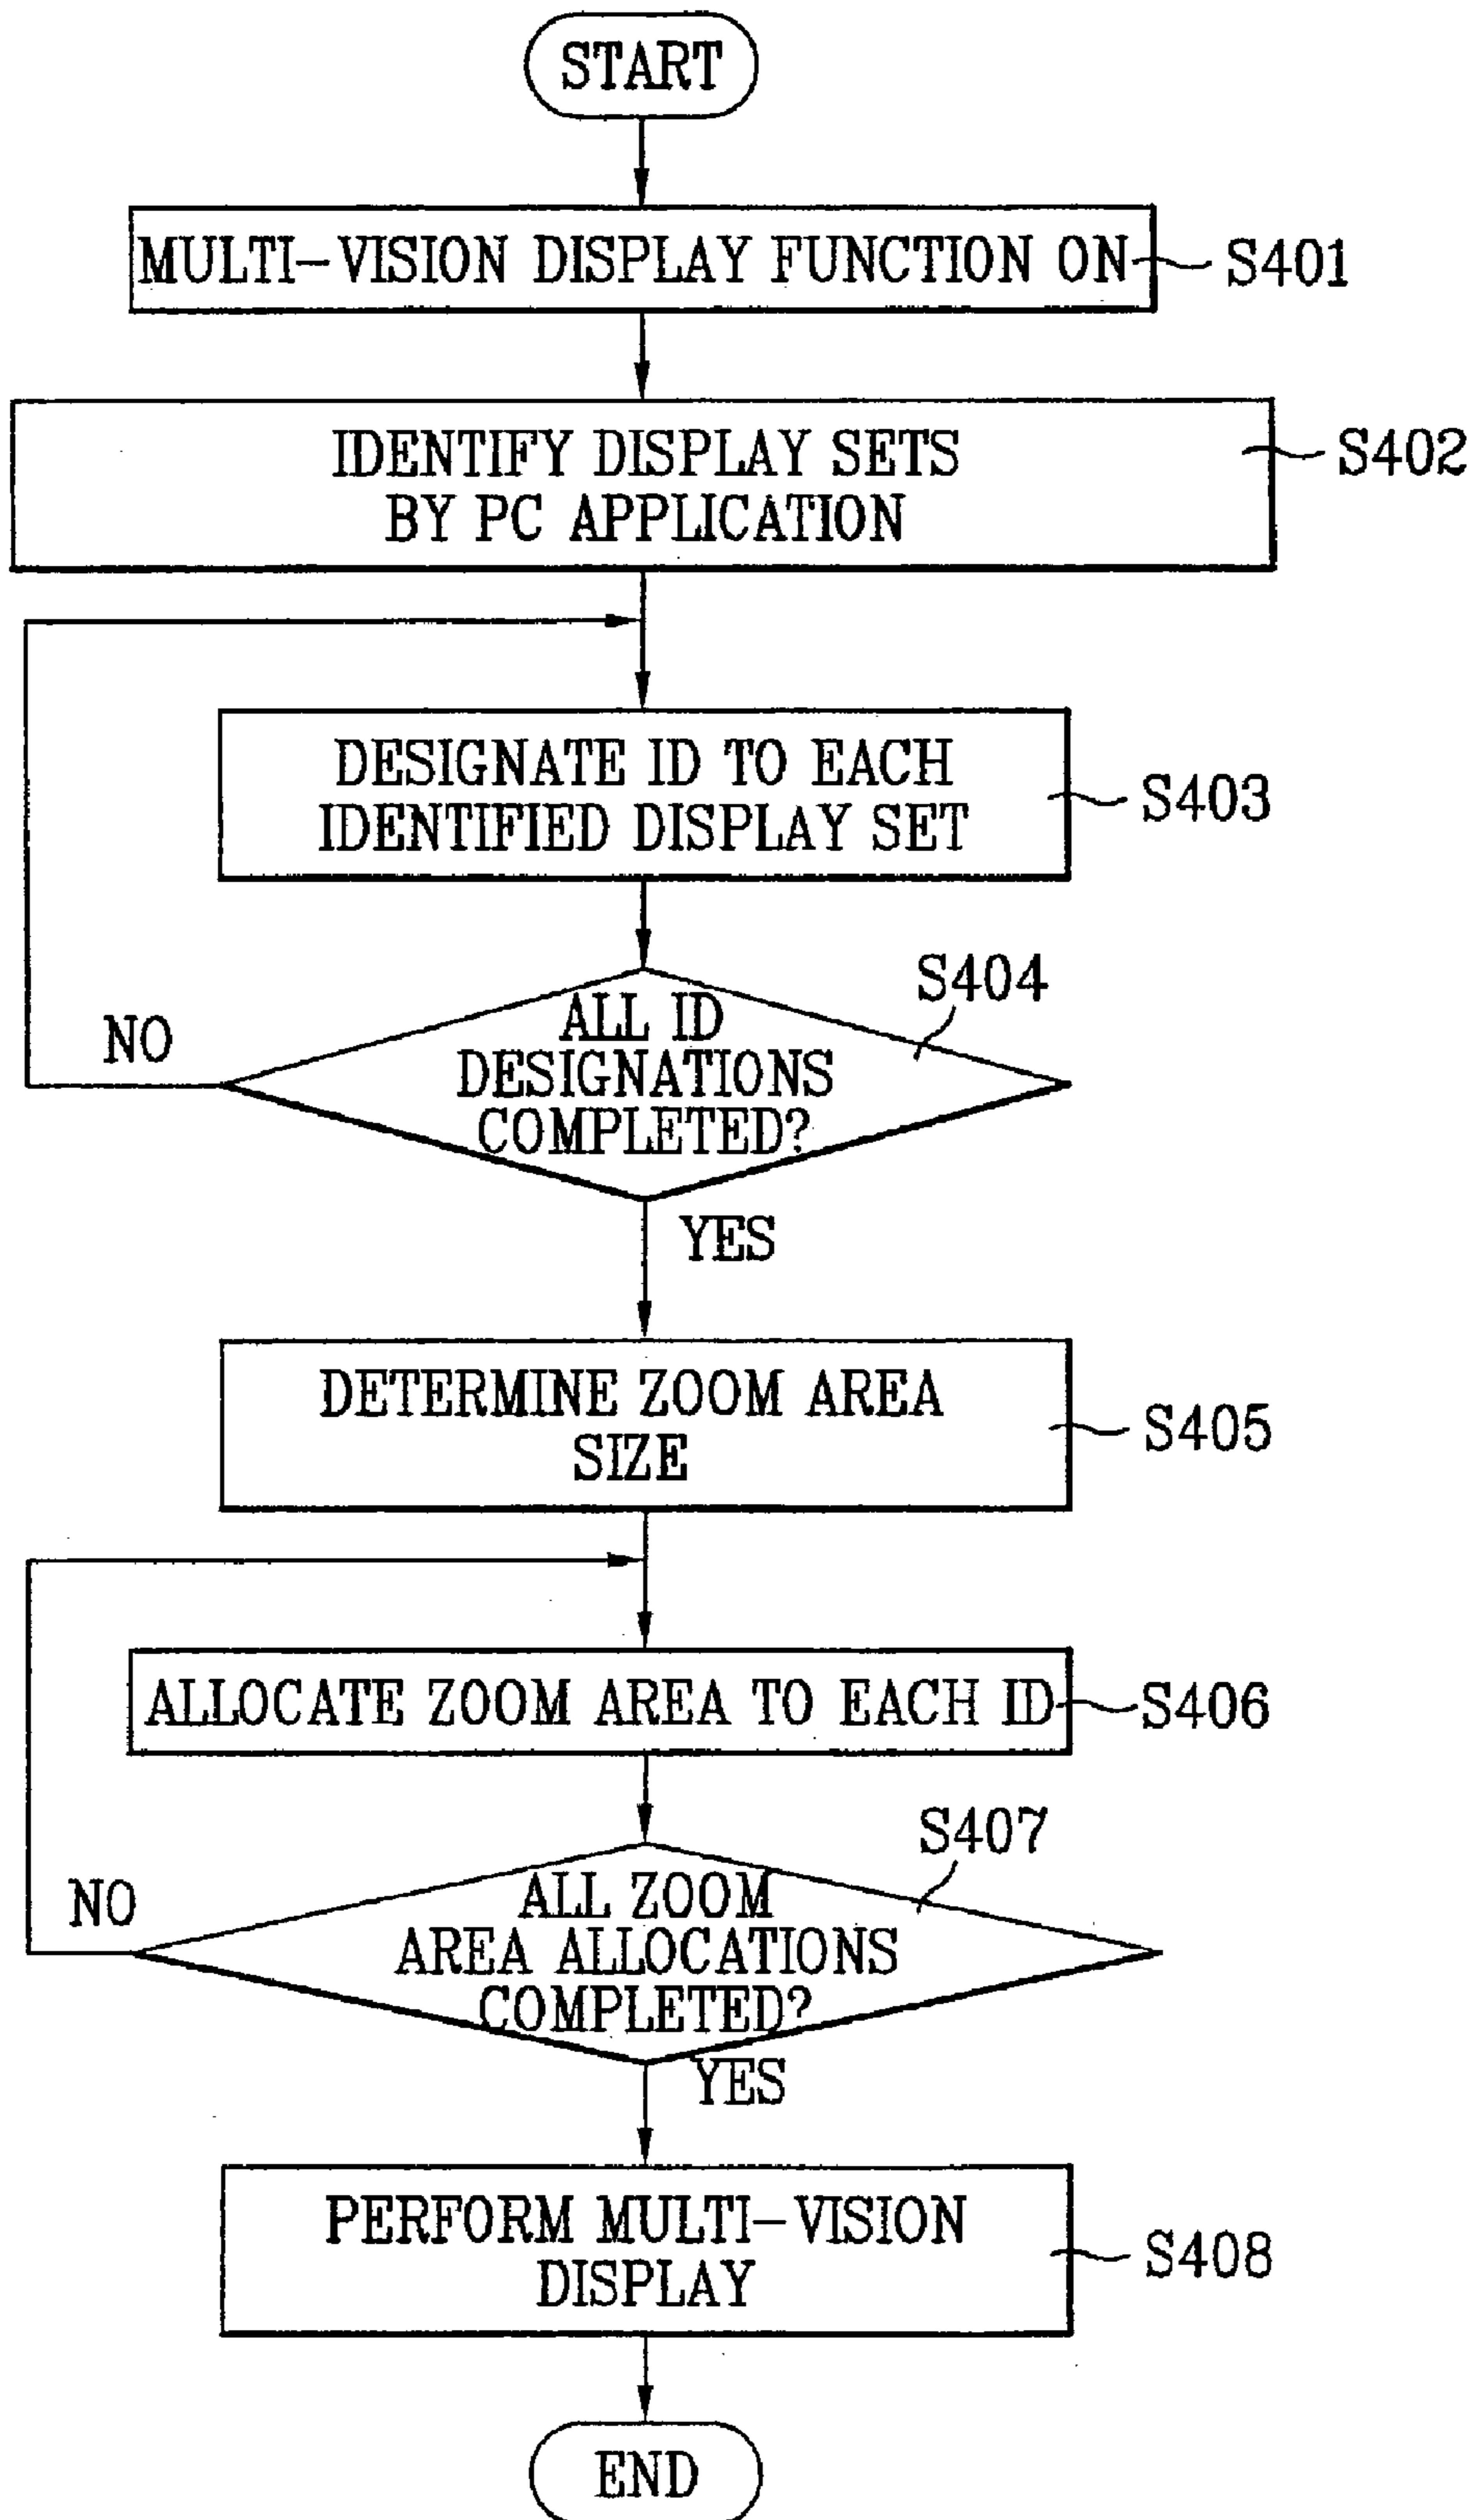 START
MULTI-VISION DISPLAY FUNCTION ON
S401
IDENTIFY DISPLAY SETS
BY PC APPLICATION
S402
DESIGNATE ID TO EACH
IDENTIFIED DISPLAY SET
S403
S404
ALL ID
DESIGNATIONS
COMPLETED?
NO
YES
DETERMINE ZOOM AREA
SIZE
S405
ALLOCATE ZOOM AREA TO EACH ID
S406
S407
ALL ZOOM
AREA ALLOCATIONS
COMPLETED?
NO
YES
PERFORM MULTI-VISION
DISPLAY
S408
END